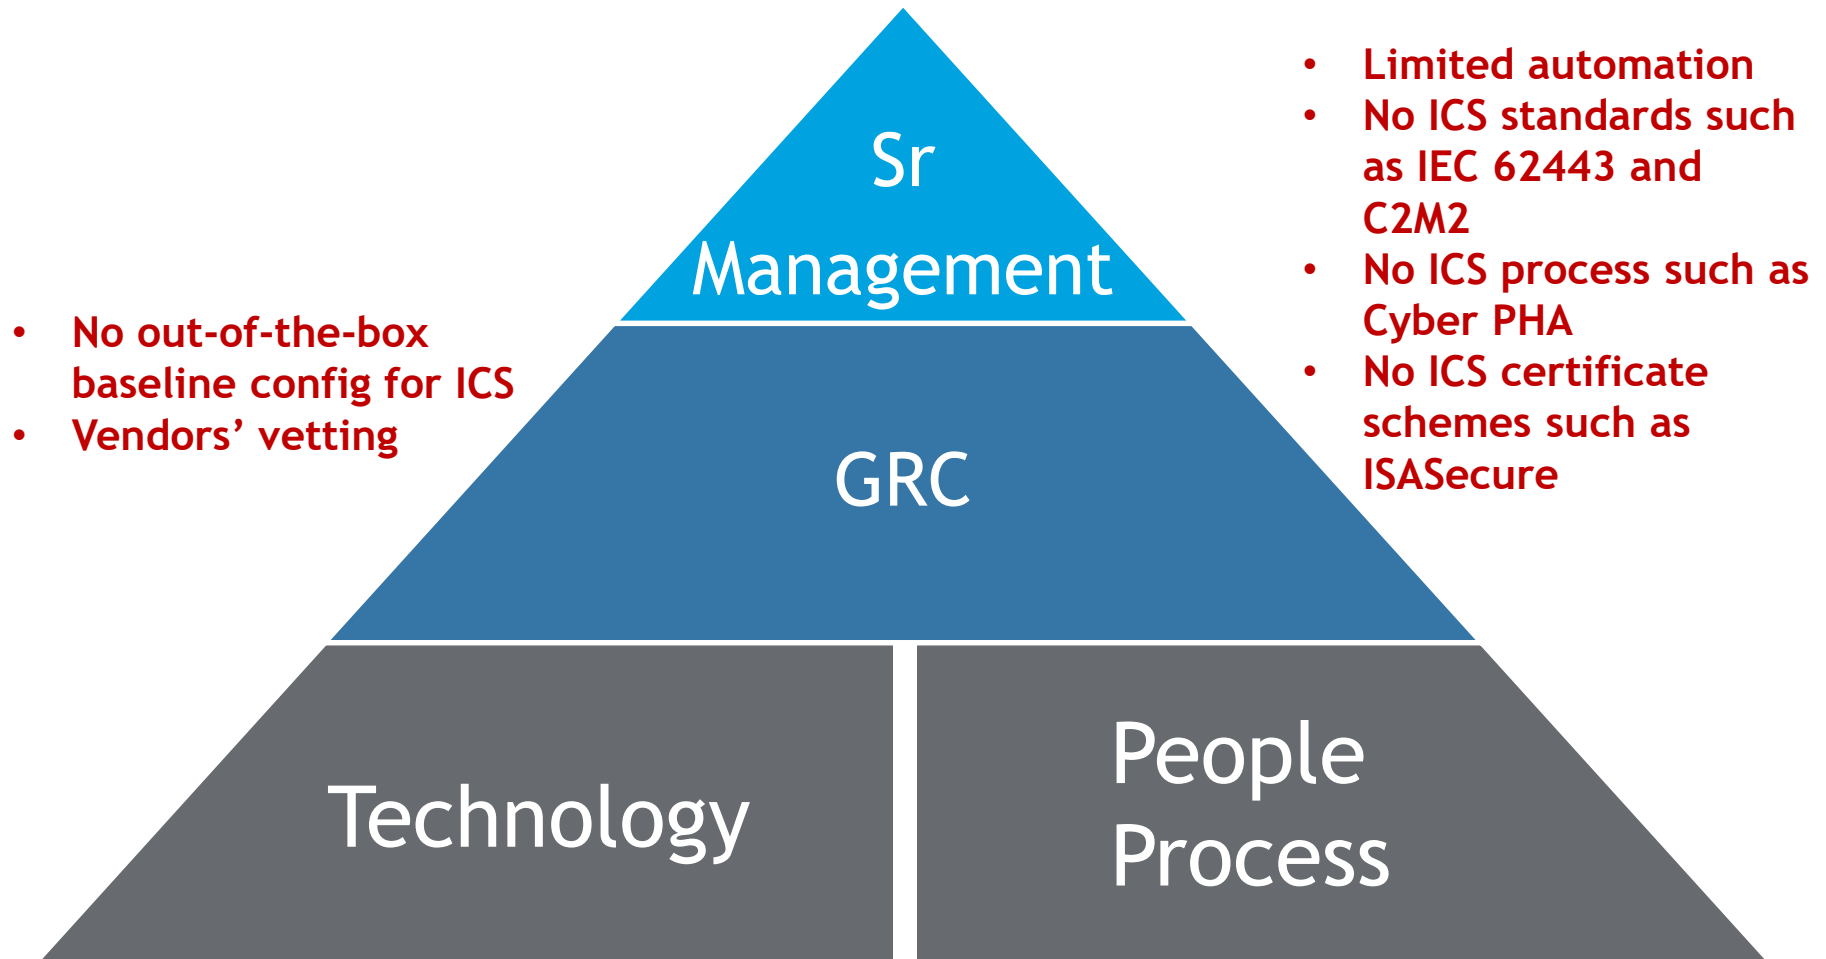 Sr
Management
GRC
Technology
People
Process
• No out-of-the-box
baseline config for ICS
• Vendors’ vetting
• Limited automation
• No ICS standards such
as IEC 62443 and
C2M2
• No ICS process such as
Cyber PHA
• No ICS certificate
schemes such as
ISASecure